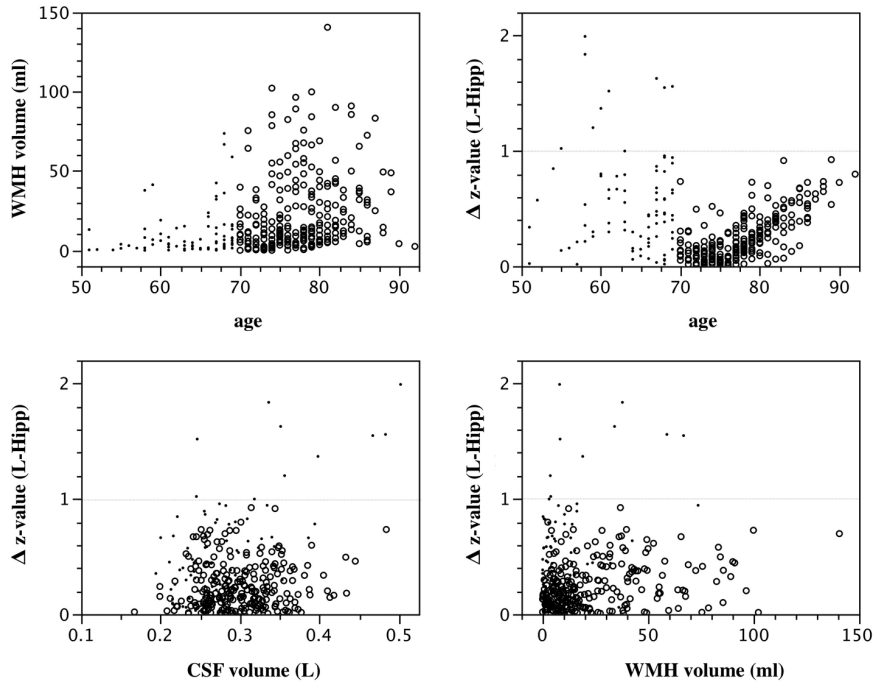 150
100
50
0
WMH volume (ml)
50 60 70 80 90
age
2
1
0
Δ z-value (L-Hipp)
50 60 70 80 90
age
2
1
0
Δ z-value (L-Hipp)
0.1 0.2 0.3 0.4 0.5
CSF volume (L)
2
1
0
Δ z-value (L-Hipp)
0 50 100 150
WMH volume (ml)